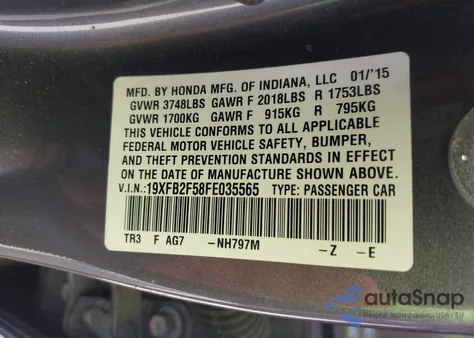 MFD. BY HONDA MFG. OF INDIANA, LLC 01/'15
GVWR 3748LBS GAWR F 2018LBS R 1753LBS
GVWR 1700KG GAWR F 915KG R 795KG
THIS VEHICLE CONFORMS TO ALL APPLICABLE
FEDERAL MOTOR VEHICLE SAFETY, BUMPER,
AND THEFT PREVENTION STANDARDS IN EFFECT
ON THE DATE OF MANUFACTURE SHOWN ABOVE.
V.I.N.:19XFB2F58FE035565 TYPE: PASSENGER CAR
TR3 F AG7 -NH797M -Z -E
autoSnap